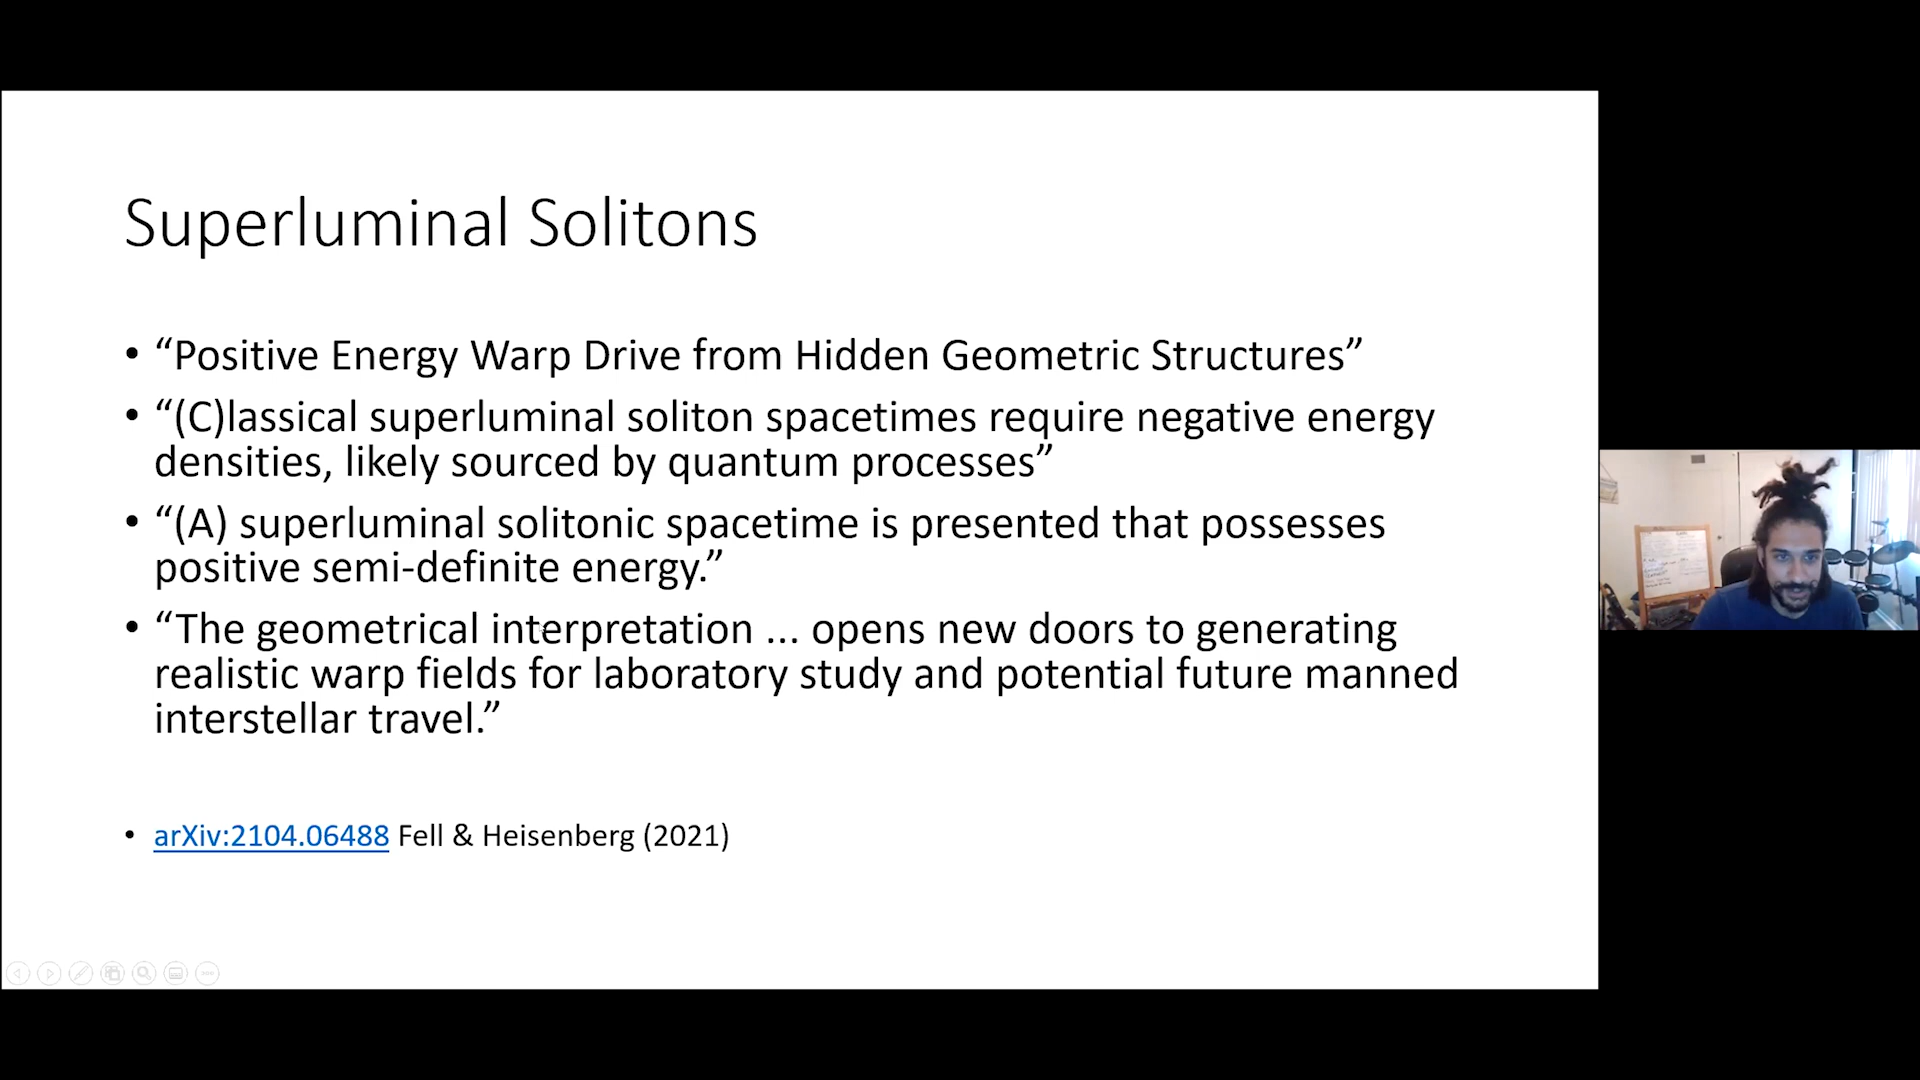 Superluminal Solitons
• “Positive Energy Warp Drive from Hidden Geometric Structures”
• “(C)lassical superluminal soliton spacetimes require negative energy
densities, likely sourced by quantum processes”
• “(A) superluminal solitonic spacetime is presented that possesses
positive semi-definite energy.”
• “The geometrical interpretation ... opens new doors to generating
realistic warp fields for laboratory study and potential future manned
interstellar travel.”
• arXiv:2104.06488 Fell & Heisenberg (2021)